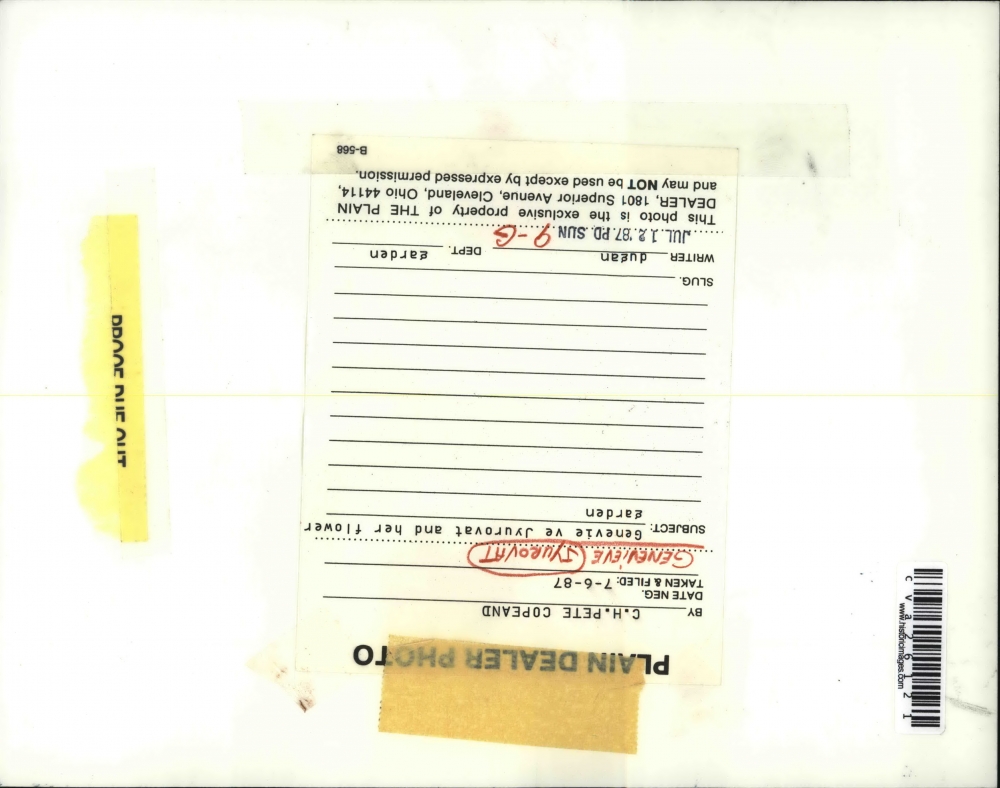 PLAIN DEALER PHOTO
BY C.H.PETE COPEAND
DATE NEG.
TAKEN & FILED: 7-6-87
GENEVIEVE JYUROVAT
SUBJECT: Genevie ve Jyurovat and her flower
garden
SLUG.
WRITER dugan DEPT. garden
JUL 12 '87 PD SUN 9-G
This photo is the exclusive property of THE PLAIN
DEALER, 1801 Superior Avenue, Cleveland, Ohio 44114,
and may NOT be used except by expressed permission.
B-568
PROOF DUE OUT
www.historicimages.com
cva26121